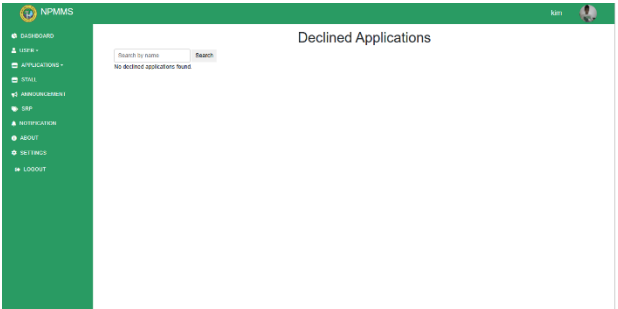 NPMMS
kim
DASHBOARD
USER
APPLICATIONS
STALL
ANNOUNCEMENT
SRP
NOTIFICATION
ABOUT
SETTINGS
LOGOUT
Declined Applications
Search by name
Search
No declined applications found.